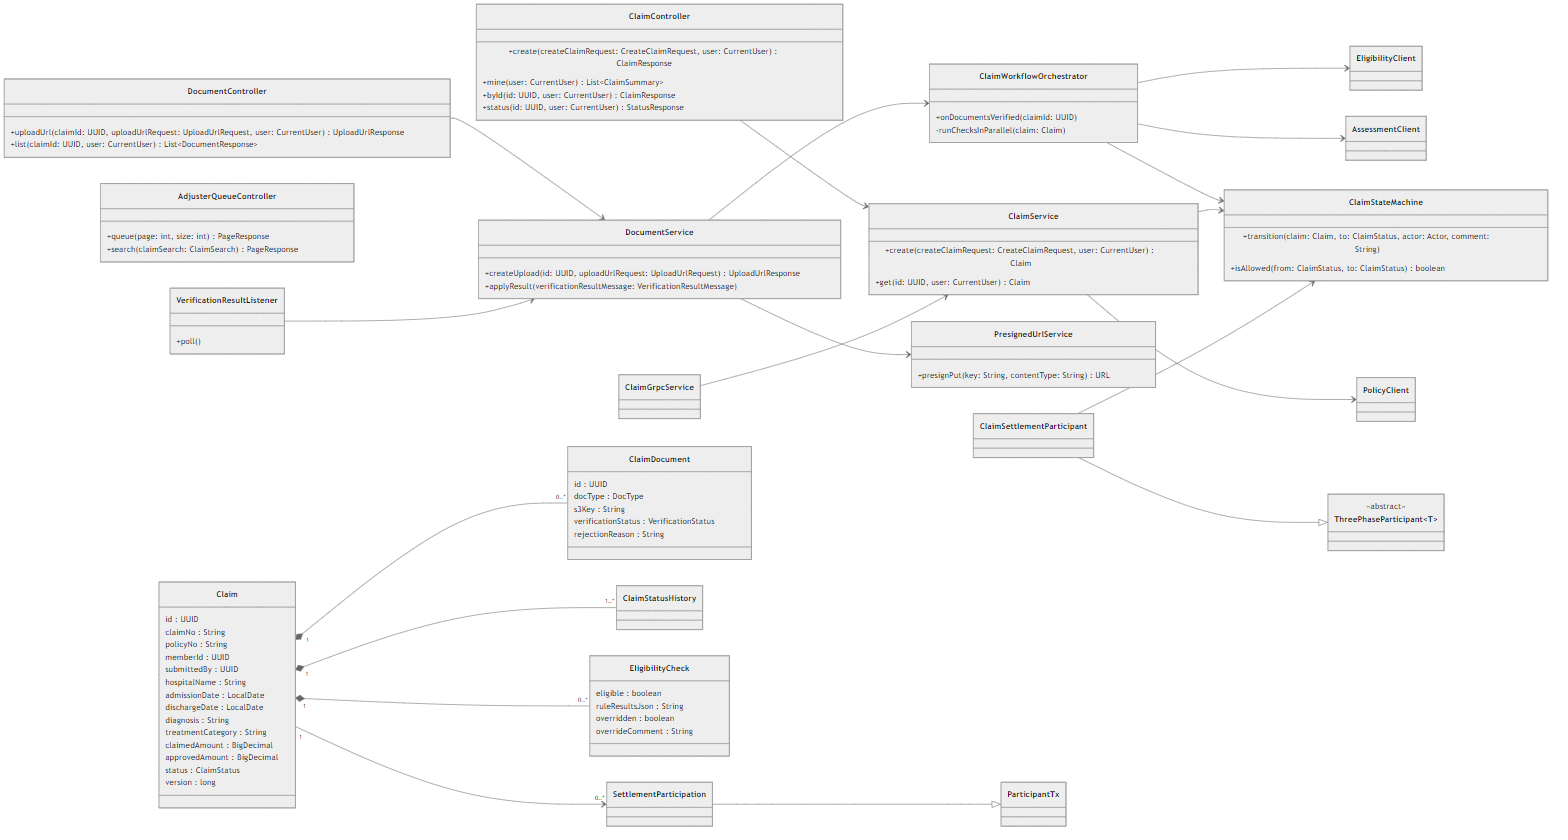 ClaimController
+create(createClaimRequest: CreateClaimRequest, user: CurrentUser) :
ClaimResponse
+mine(user: CurrentUser) : List<ClaimSummary>
+byId(id: UUID, user: CurrentUser) : ClaimResponse
+status(id: UUID, user: CurrentUser) : StatusResponse
DocumentController
+uploadUrl(claimId: UUID, uploadUrlRequest: UploadUrlRequest, user: CurrentUser) : UploadUrlResponse
+list(claimId: UUID, user: CurrentUser) : List<DocumentResponse>
ClaimWorkflowOrchestrator
+onDocumentsVerified(claimId: UUID)
-runChecksInParallel(claim: Claim)
EligibilityClient
AssessmentClient
AdjusterQueueController
+queue(page: int, size: int) : PageResponse
+search(claimSearch: ClaimSearch) : PageResponse
DocumentService
+createUpload(id: UUID, uploadRequest: UploadUrlRequest) : UploadUrlResponse
+applyResult(verificationResultMessage: VerificationResultMessage)
ClaimService
+create(createClaimRequest: CreateClaimRequest, user: CurrentUser) :
Claim
+get(id: UUID, user: CurrentUser) : Claim
ClaimStateMachine
+transition(claim: Claim, to: ClaimStatus, actor: Actor, comment:
String)
+isAllowed(from: ClaimStatus, to: ClaimStatus) : boolean
VerificationResultListener
+poll()
PresignedUrlService
+presignPut(key: String, contentType: String) : URL
ClaimGrpcService
PolicyClient
ClaimSettlementParticipant
ClaimDocument
id : UUID
docType : DocType
s3Key : String
verificationStatus : VerificationStatus
rejectionReason : String
0..*
«abstract»
ThreePhaseParticipant<T>
Claim
id : UUID
claimNo : String
policyNo : String
memberId : UUID
submittedBy : UUID
hospitalName : String
admissionDate : LocalDate
dischargeDate : LocalDate
diagnosis : String
treatmentCategory : String
claimedAmount : BigDecimal
approvedAmount : BigDecimal
status : ClaimStatus
version : long
1
1
1
1
1..*
ClaimStatusHistory
0..*
EligibilityCheck
eligible : boolean
ruleResultsJson : String
overridden : boolean
overrideComment : String
0..*
SettlementParticipation
ParticipantTx